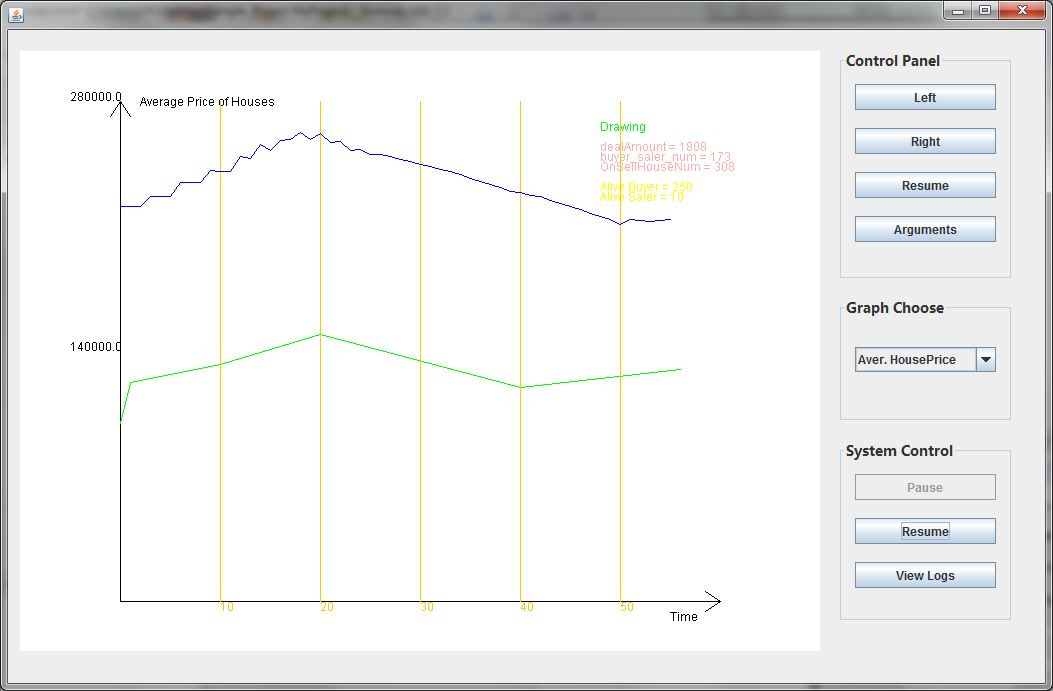 280000.0
Average Price of Houses
Drawing
dealAmount = 1808
buyer_saler_num = 173
OnSellHouseNum = 308
Alive Buyer = 250
Alive Saler = 10
140000.0
10
20
30
40
50
Time
Control Panel
Left
Right
Resume
Arguments
Graph Choose
Aver. HousePrice
System Control
Pause
Resume
View Logs